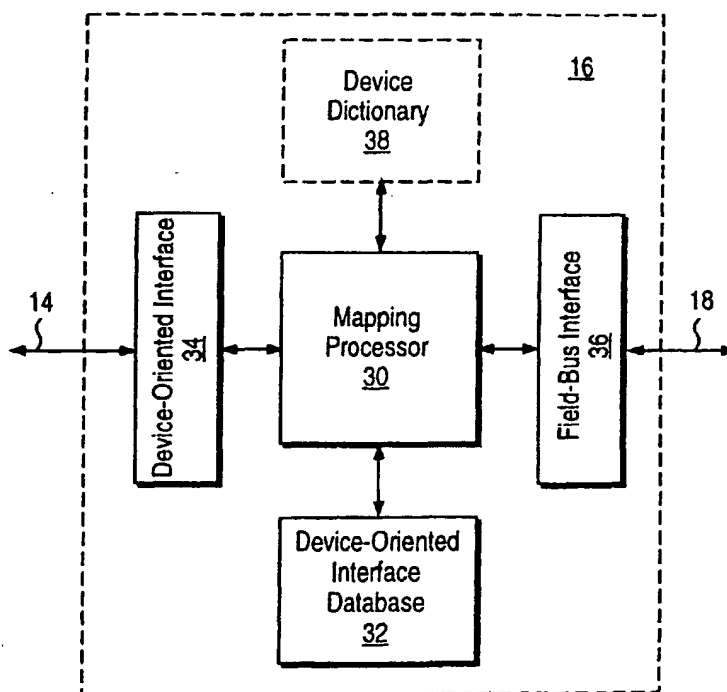 16
Device
Dictionary
38
14
Device-Oriented Interface
34
Mapping
Processor
30
Field-Bus Interface
36
18
Device-Oriented
Interface
Database
32